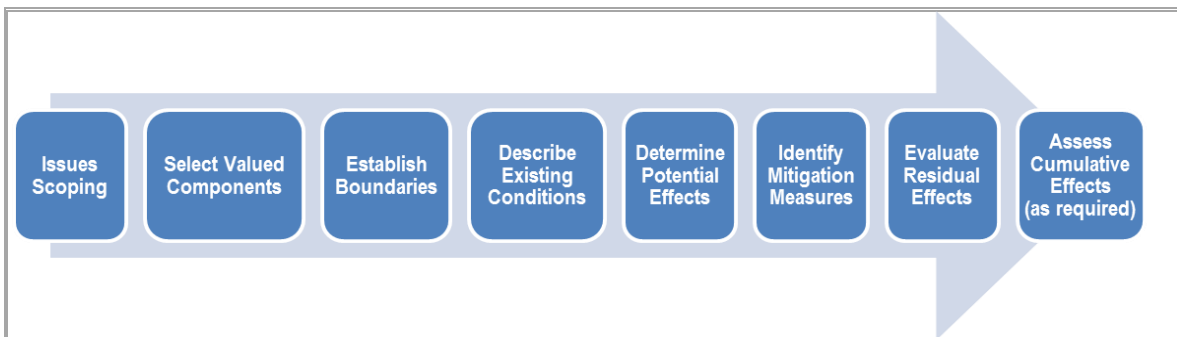 Issues
Scoping
Select Valued
Components
Establish
Boundaries
Describe
Existing
Conditions
Determine
Potential
Effects
Identify
Mitigation
Measures
Evaluate
Residual
Effects
Assess
Cumulative
Effects
(as required)